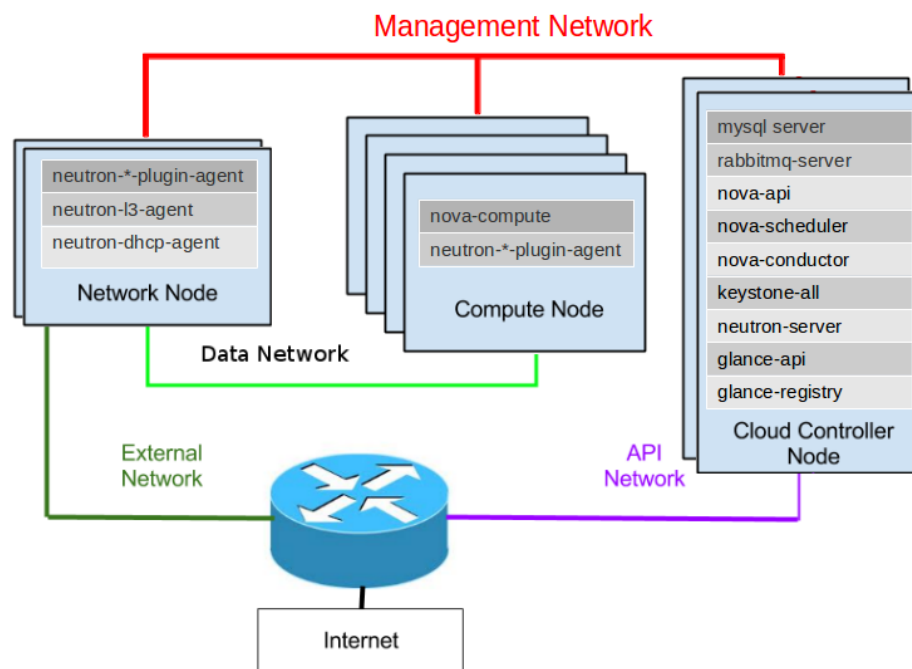 Management Network
neutron-*-plugin-agent
neutron-l3-agent
neutron-dhcp-agent
Network Node
nova-compute
neutron-*-plugin-agent
Compute Node
mysql server
rabbitmq-server
nova-api
nova-scheduler
nova-conductor
keystone-all
neutron-server
glance-api
glance-registry
Cloud Controller
Node
Data Network
External
Network
API
Network
Internet